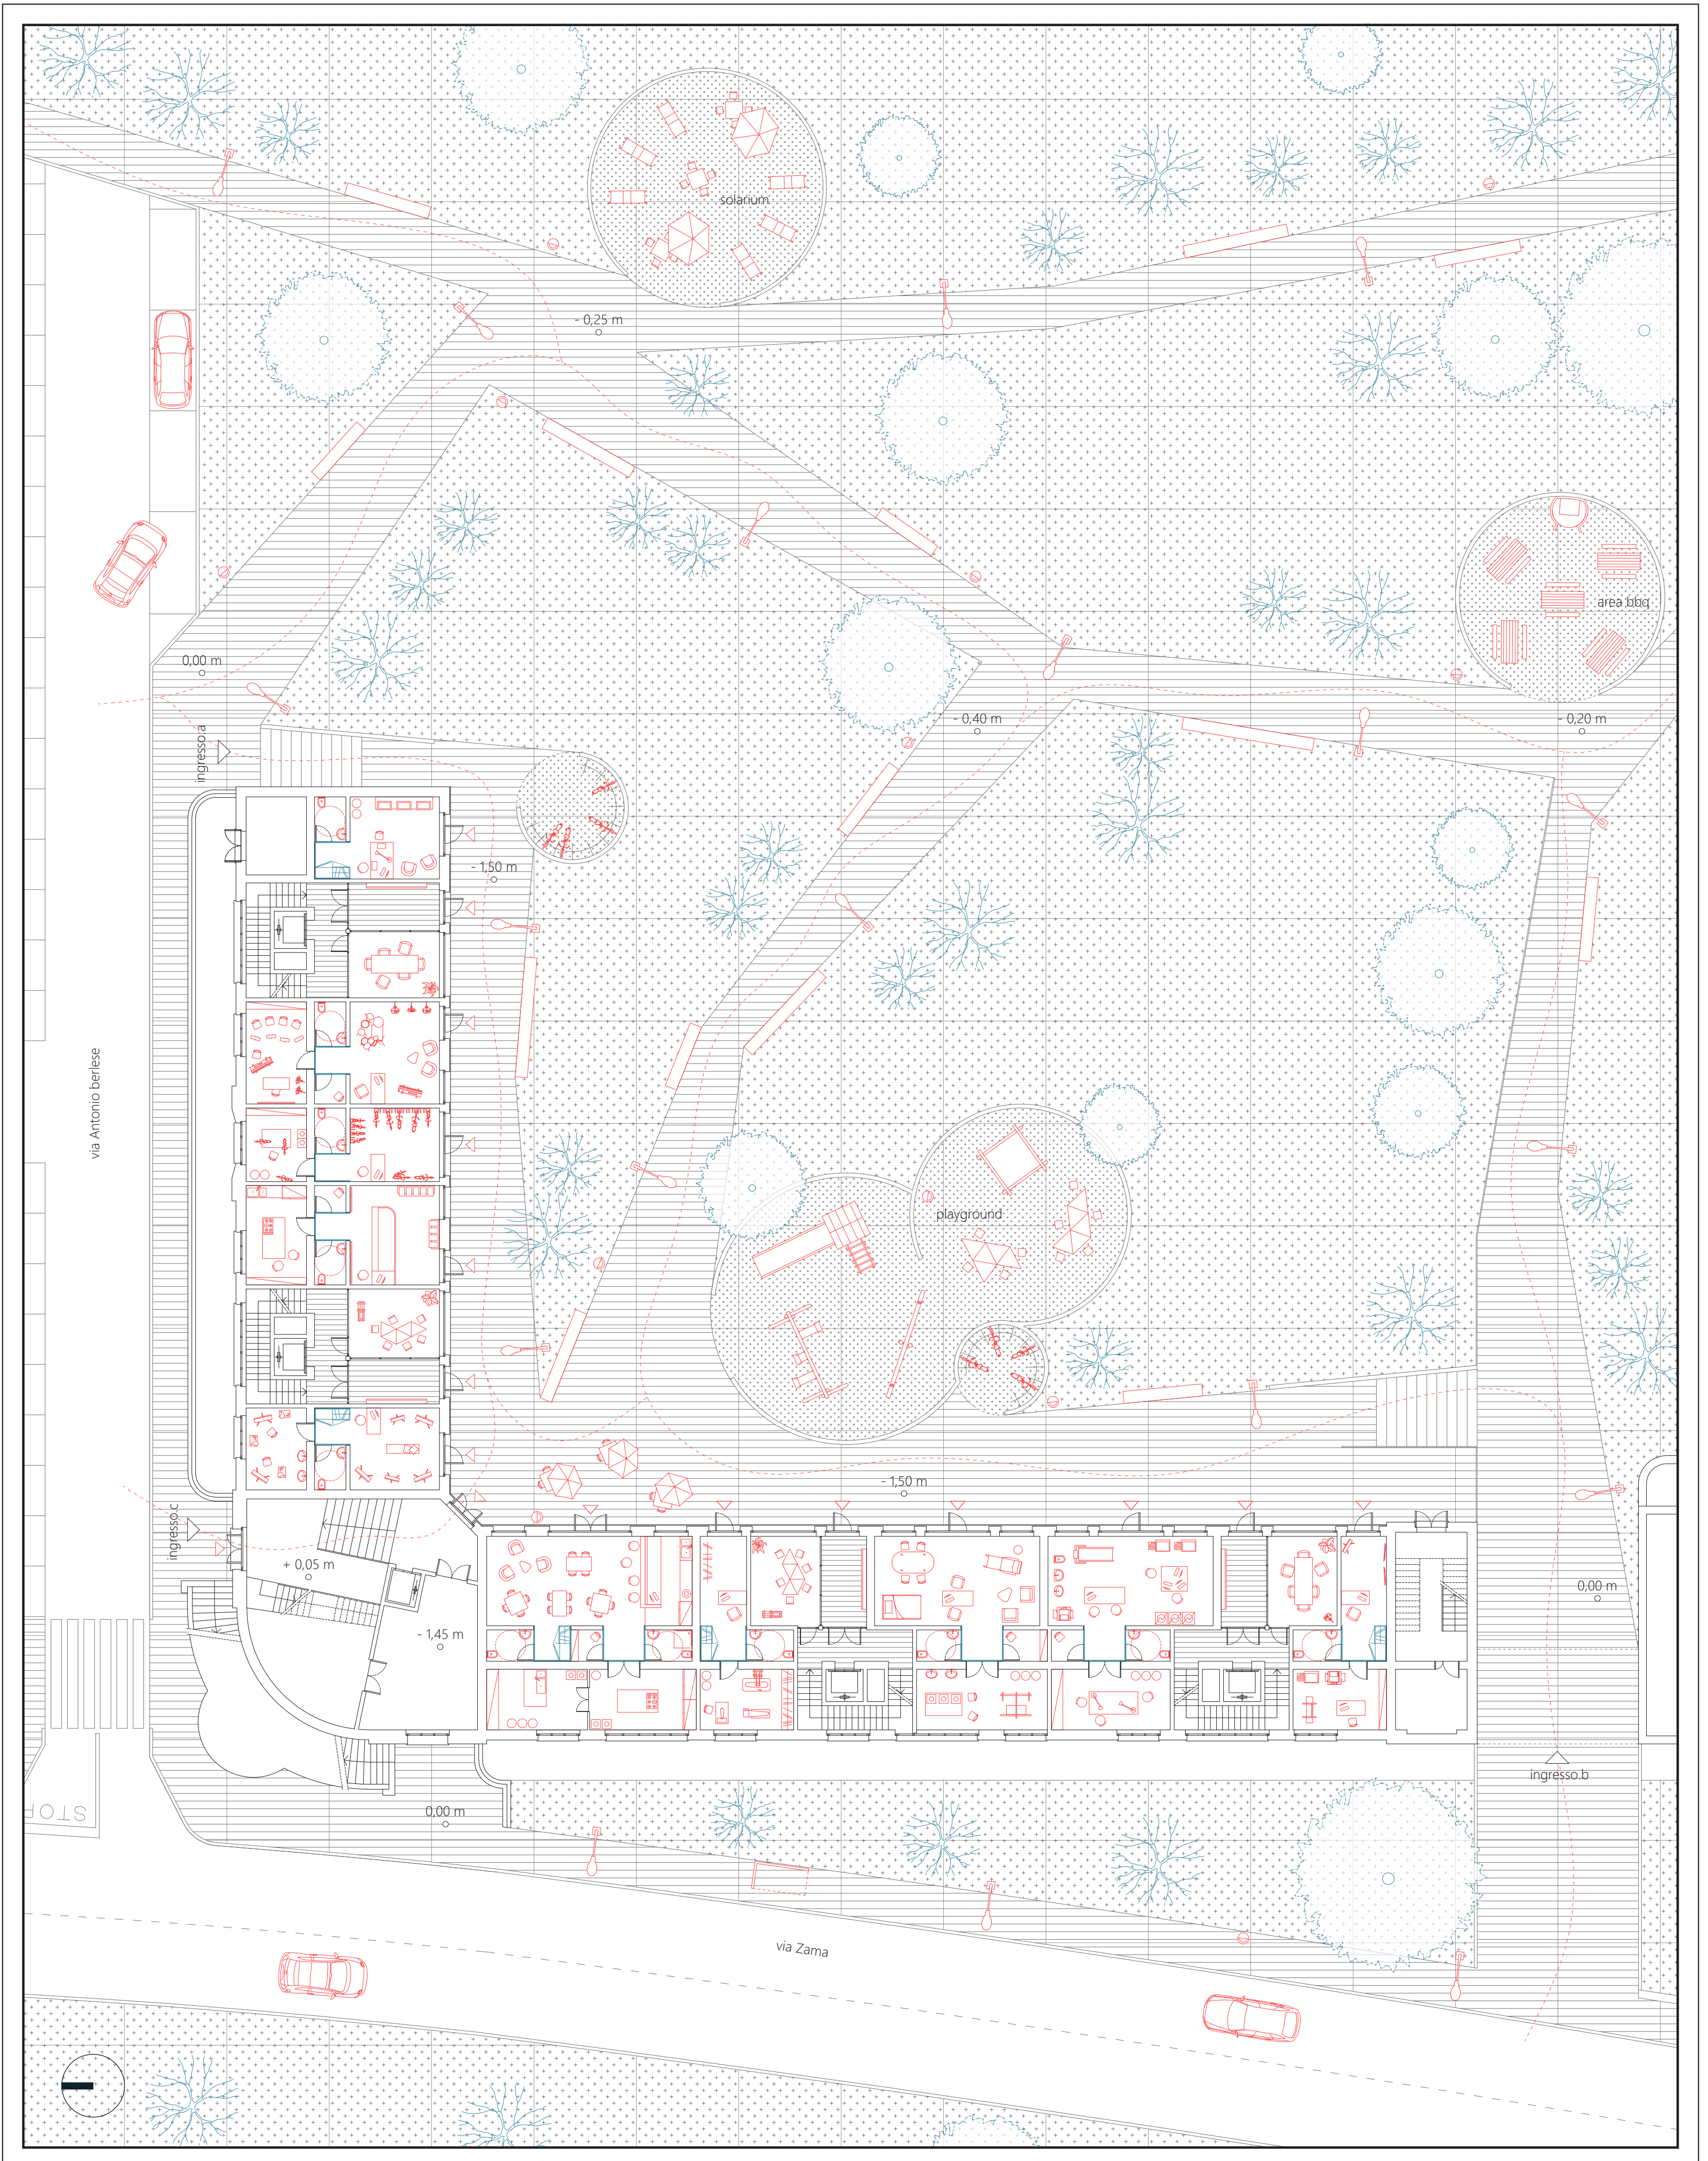 solarium
- 0,25 m
area bbq
0,00 m
- 0,40 m
- 0,20 m
ingresso.a
- 1,50 m
via Antonio berlese
playground
- 1,50 m
ingresso.c
+ 0,05 m
0,00 m
- 1,45 m
ingresso.b
0,00 m
STOP
via Zama